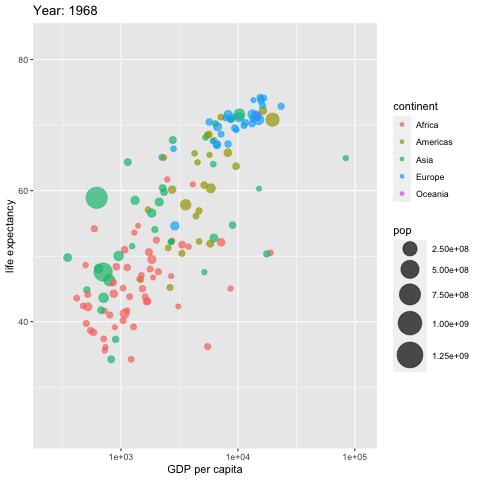 Year: 1968
80
60
40
life expectancy
1e+03
1e+04
1e+05
GDP per capita
continent
Africa
Americas
Asia
Europe
Oceania
pop
2.50e+08
5.00e+08
7.50e+08
1.00e+09
1.25e+09